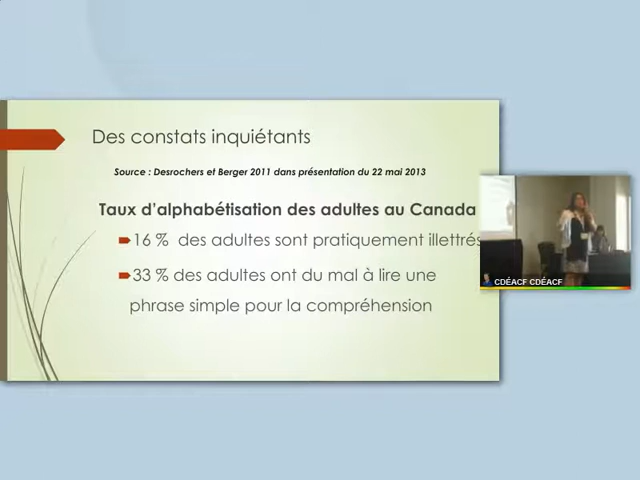 Des constats inquiétants
Source : Desrochers et Berger 2011 dans présentation du 22 mai 2013
Taux d'alphabétisation des adultes au Canada
16 % des adultes sont pratiquement illettrés
33 % des adultes ont du mal à lire une
phrase simple pour la compréhension
CDÉACF CDÉACF